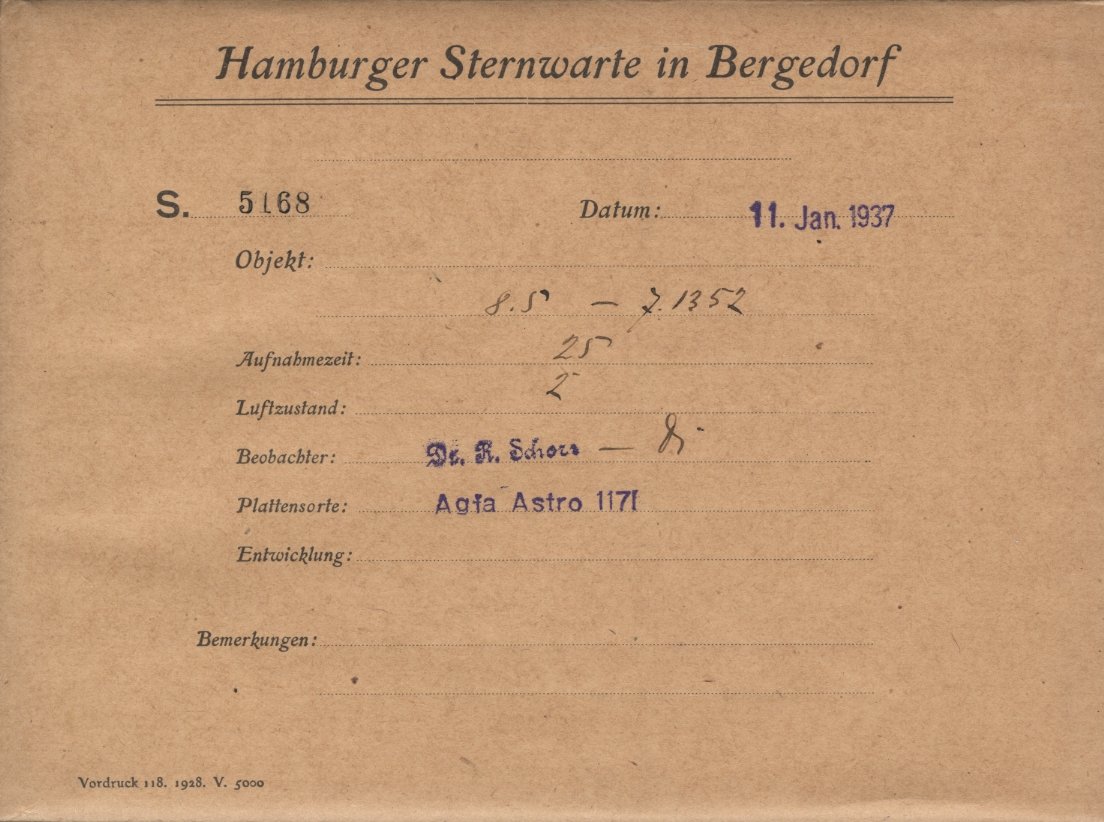 Hamburger Sternwarte in Bergedorf
S. 5168 Datum: 11. Jan. 1937
Objekt:
8.5 — 7.1352
Aufnahmezeit: 25
Luftzustand: 2
Beobachter: Dr. R. Schorr —
Plattensorte: Agfa Astro 117I
Entwicklung:
Bemerkungen:
Vordruck 118. 1928. V. 5000